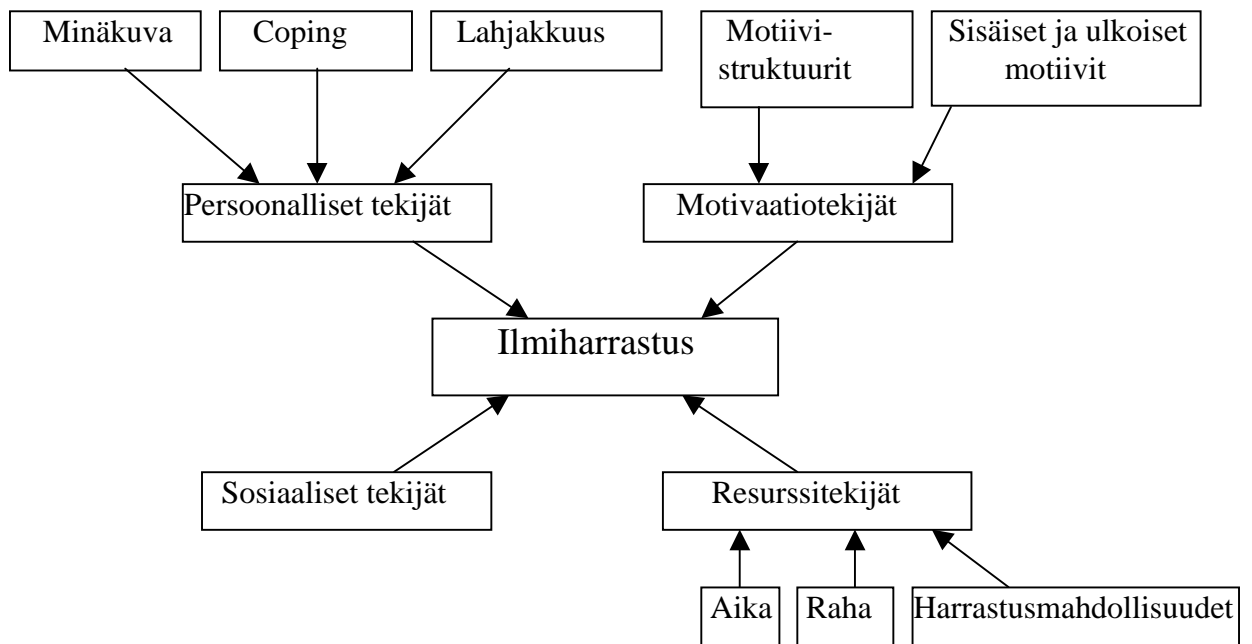 Minäkuva
Coping
Lahjakkuus
Motiivi-
struktuurit
Sisäiset ja ulkoiset
motiivit
Persoonalliset tekijät
Motivaatiotekijät
Ilmiharrastus
Sosiaaliset tekijät
Resurssitekijät
Aika
Raha
Harrastusmahdollisuudet